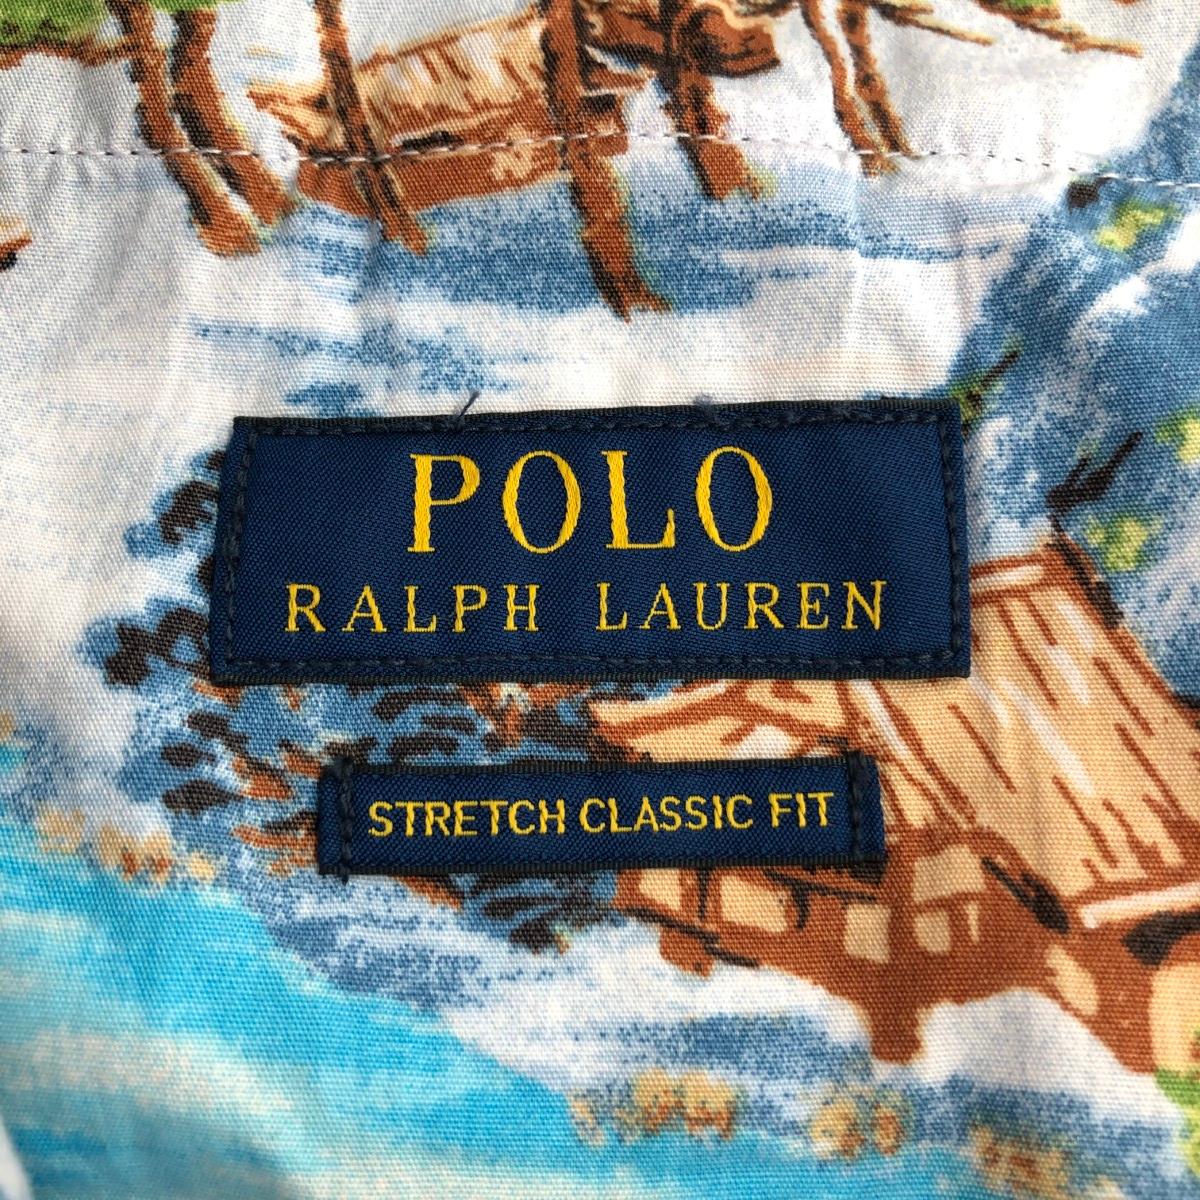 POLO
RALPH LAUREN
STRETCH CLASSIC FIT